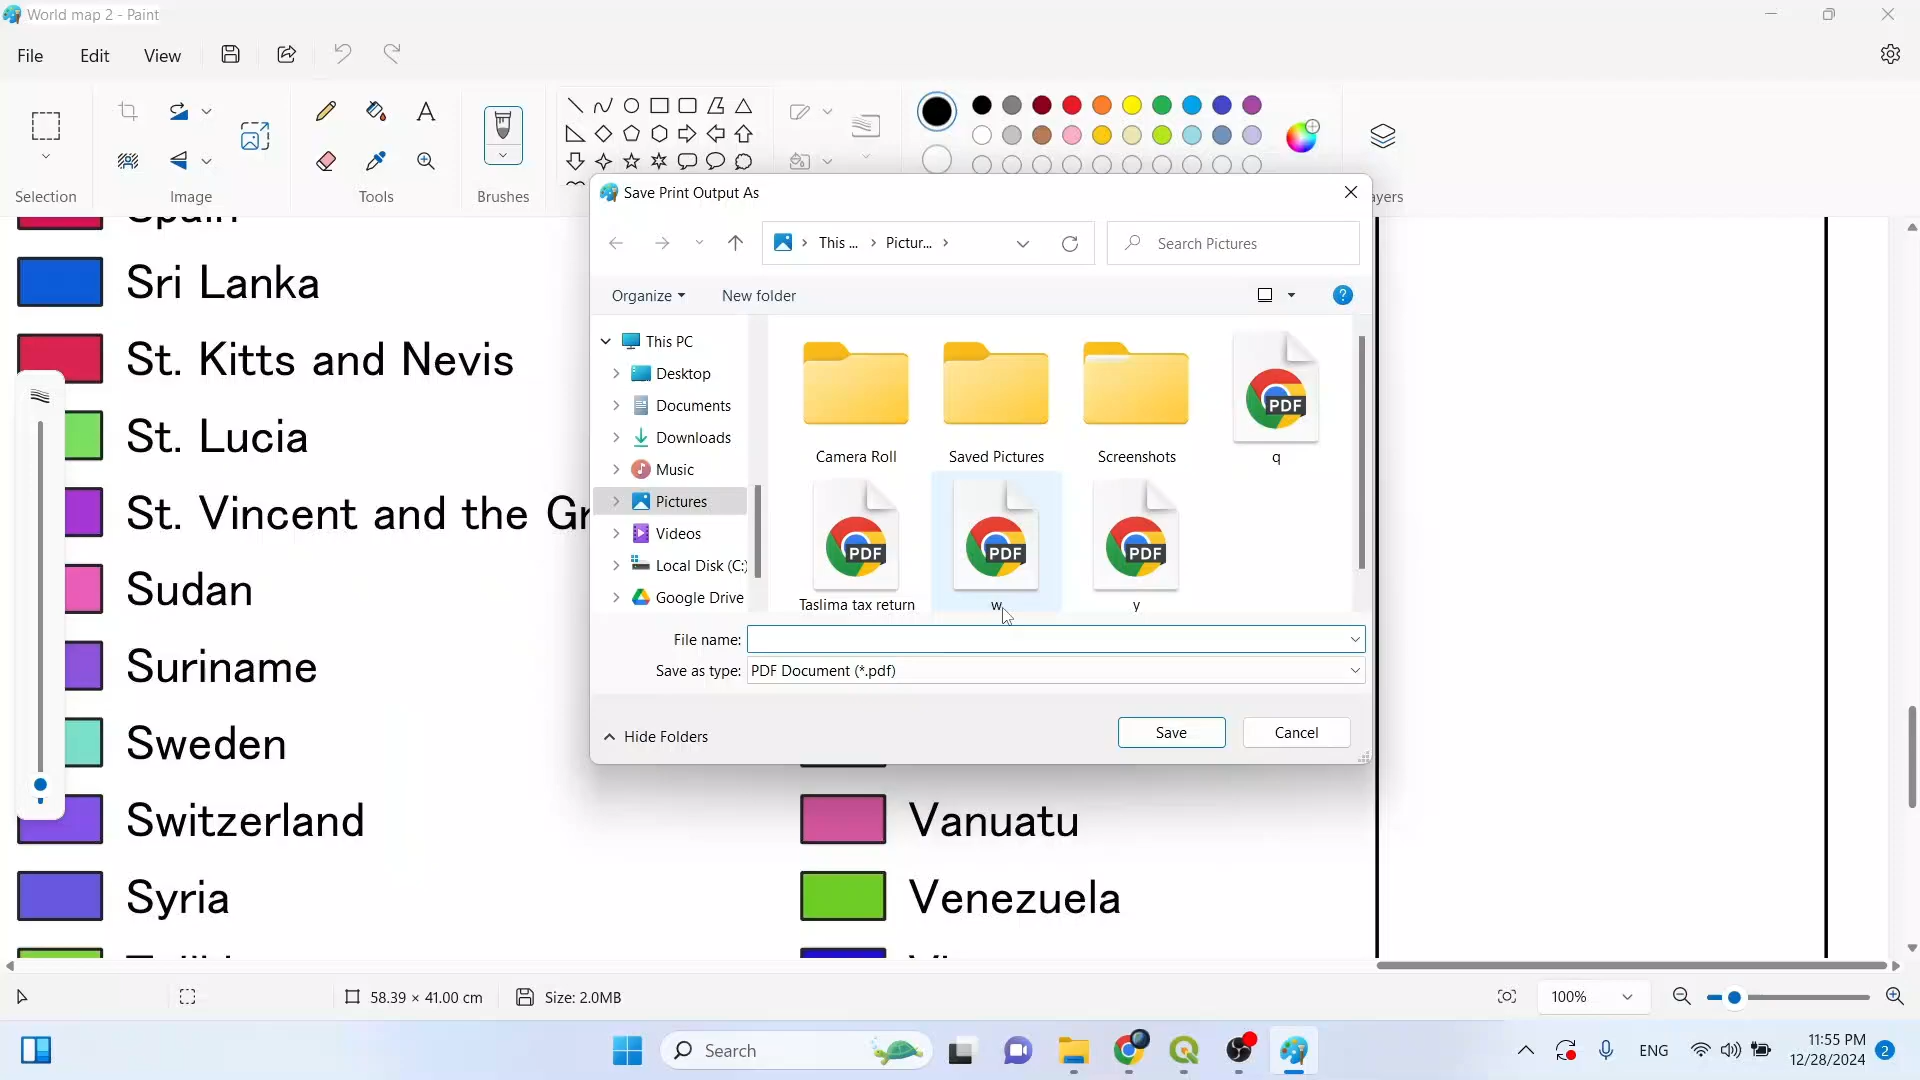 World map 2 - Paint
File Edit View
Selection
Image
Tools
Brushes
ayers
Save Print Output As
This ...
Pictur...
Search Pictures
Organize
New folder
?
This PC
Desktop
Documents
Downloads
Music
Pictures
Videos
Local Disk (C:)
Google Drive
Camera Roll
Saved Pictures
Screenshots
PDF
q
PDF
Taslima tax return
PDF
w
PDF
y
File name:
Save as type: PDF Document (*.pdf)
Hide Folders
Save
Cancel
Spain
Sri Lanka
St. Kitts and Nevis
St. Lucia
St. Vincent and the Gr
Sudan
Suriname
Sweden
Switzerland
Syria
Vanuatu
Venezuela
58.39 × 41.00 cm
Size: 2.0MB
100%
Search
ENG
11:55 PM
12/28/2024
2